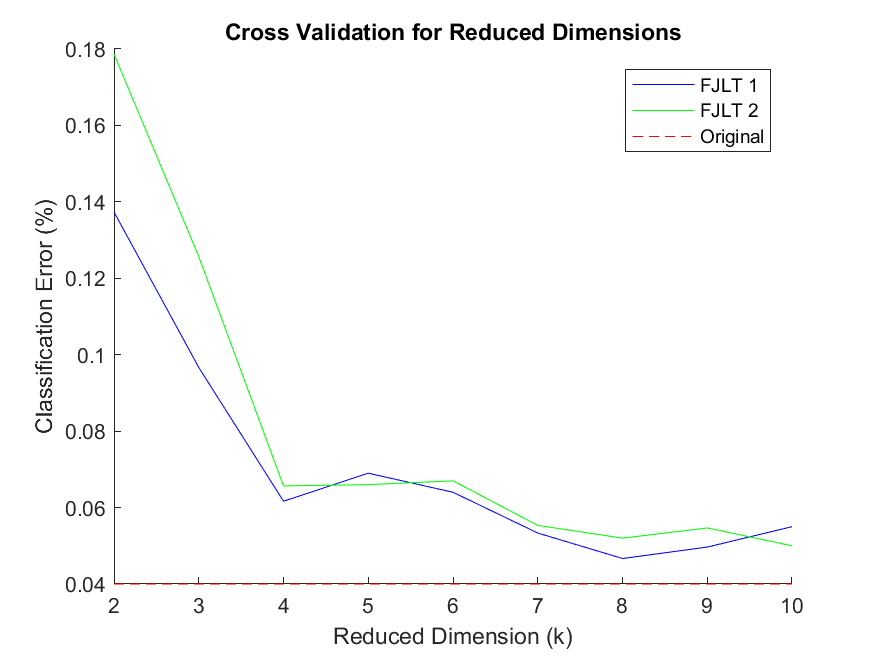 Cross Validation for Reduced Dimensions
FJLT 1
FJLT 2
Original
Classification Error (%)
0.18
0.16
0.14
0.12
0.1
0.08
0.06
0.04
2 3 4 5 6 7 8 9 10
Reduced Dimension (k)